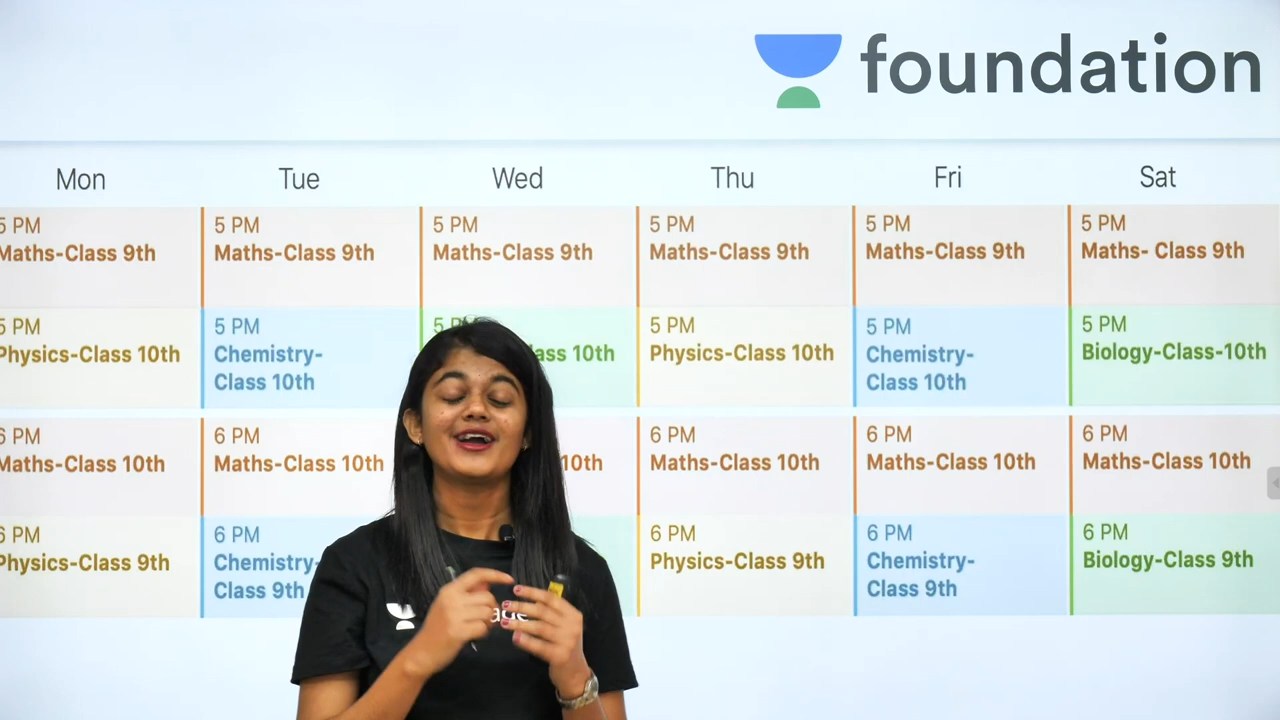 foundation
Mon Tue Wed Thu Fri Sat
5 PM 5 PM 5 PM 5 PM 5 PM 5 PM
Maths-Class 9th Maths-Class 9th Maths-Class 9th Maths-Class 9th Maths-Class 9th Maths- Class 9th
5 PM 5 PM 5 5 PM 5 PM 5 PM
Physics-Class 10th Chemistry- 10th Physics-Class 10th Chemistry- Biology-Class-10th
Class 10th Class 10th
6 PM 6 PM 6 PM 6 PM 6 PM
Maths-Class 10th Maths-Class 10th 10th Maths-Class 10th Maths-Class 10th Maths-Class 10th
6 PM 6 PM 6 PM 6 PM 6 PM
Physics-Class 9th Chemistry- Physics-Class 9th Chemistry- Biology-Class 9th
Class 9th Class 9th